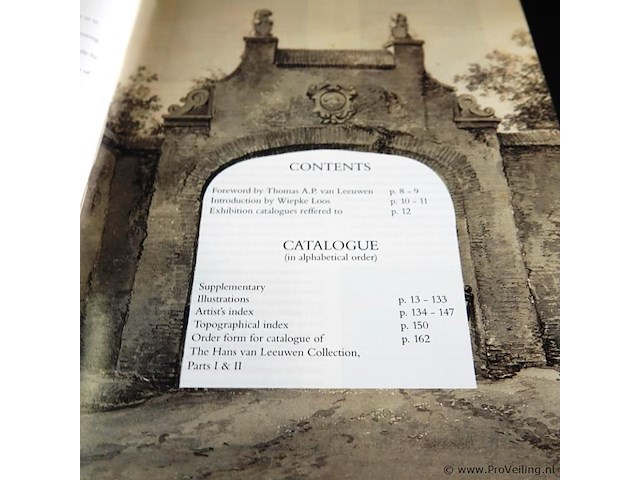 CONTENTS
Foreword by Thomas A.P. van Leeuwen p. 8 – 9
Introduction by Wiepke Loos p. 10 – 11
Exhibition catalogues reffered to p. 12
CATALOGUE
(in alphabetical order)
Supplementary
Illustrations p. 13 – 133
Artist's index p. 134 – 147
Topographical index p. 150
Order form for catalogue of p. 162
The Hans van Leeuwen Collection,
Parts I & II
© www.ProVeiling.nl